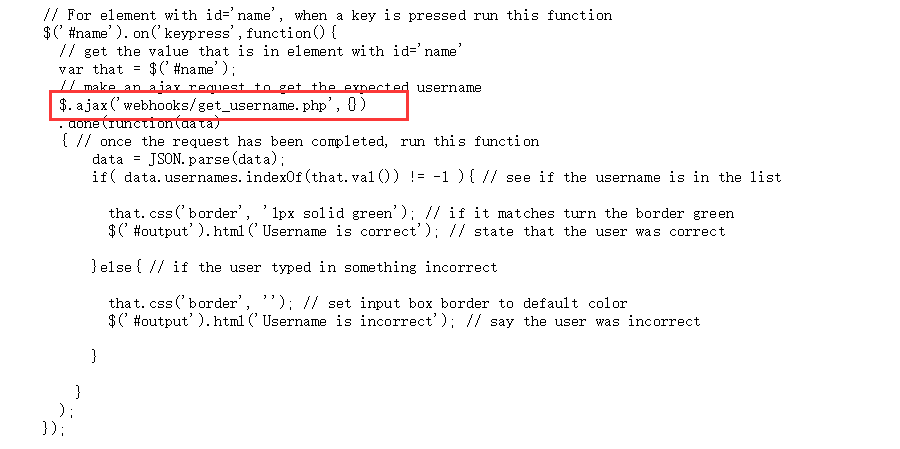 // For element with id='name', when a key is pressed run this function
$('#name').on('keypress',function(){
// get the value that is in element with id='name'
var that = $('#name');
// make an ajax request to get the expected username
$.ajax('webhooks/get_username.php',{})
.done(function(data)
{ // once the request has been completed, run this function
data = JSON.parse(data);
if( data.usernames.indexOf(that.val()) != -1 ){ // see if the username is in the list
that.css('border', '1px solid green'); // if it matches turn the border green
$('#output').html('Username is correct'); // state that the user was correct
}else{ // if the user typed in something incorrect
that.css('border', ''); // set input box border to default color
$('#output').html('Username is incorrect'); // say the user was incorrect
}
}
);
});